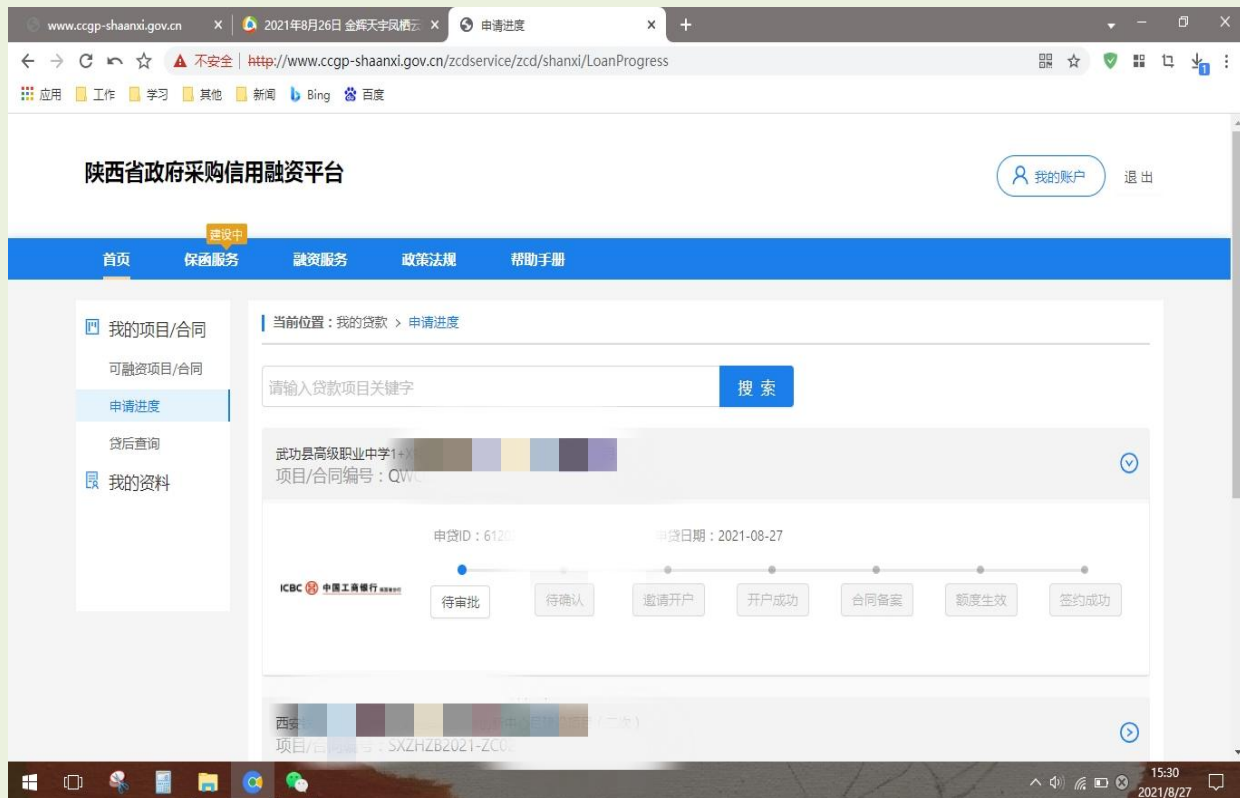 www.ccgp-shaanxi.gov.cn
2021年8月26日 金辉天宇凤栖云
申请进度
不安全 http://www.ccgp-shaanxi.gov.cn/zcdservice/zcd/shanxi/LoanProgress
应用 工作 学习 其他 新闻 Bing 百度
陕西省政府采购信用融资平台
我的账户 退出
建设中
首页 保函服务 融资服务 政策法规 帮助手册
我的项目/合同
可融资项目/合同
申请进度
贷后查询
我的资料
当前位置：我的贷款 > 申请进度
请输入贷款项目关键字 搜 索
武功县高级职业中学1+X
项目/合同编号：QW
申贷ID：612 申贷日期：2021-08-27
ICBC 中国工商银行
待审批 待确认 邀请开户 开户成功 合同备案 额度生效 签约成功
西安 （二次）
项目/合同编号：SXZHZB2021-ZC0
15:30
2021/8/27